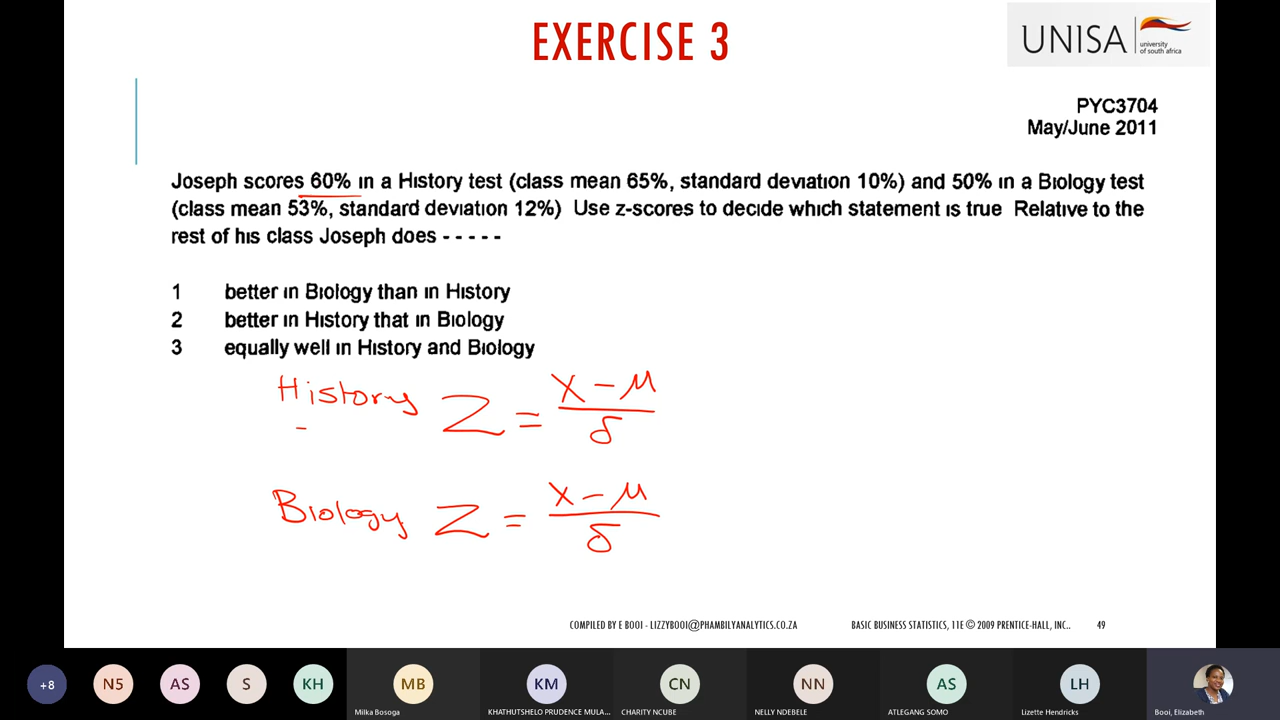 EXERCISE 3
UNISA
university
of south africa
PYC3704
May/June 2011
Joseph scores 60% in a History test (class mean 65%, standard deviation 10%) and 50% in a Biology test
(class mean 53%, standard deviation 12%) Use z-scores to decide which statement is true Relative to the
rest of his class Joseph does - - - - -
1 better in Biology than in History
2 better in History that in Biology
3 equally well in History and Biology
History Z = X - μ / δ
Biology Z = X - μ / δ
COMPILED BY E BOOI - LIZZYBOOI@PHAMBILYANALYTICS.CO.ZA BASIC BUSINESS STATISTICS, 11E © 2009 PRENTICE-HALL, INC.. 49
+8 N5 AS S KH MB KM CN NN AS LH
Milka Bosoga KHATHUTSHELO PRUDENCE MULA... CHARITY NCUBE NELLY NDEBELE ATLEGANG SOMO Lizette Hendricks Booi, Elizabeth